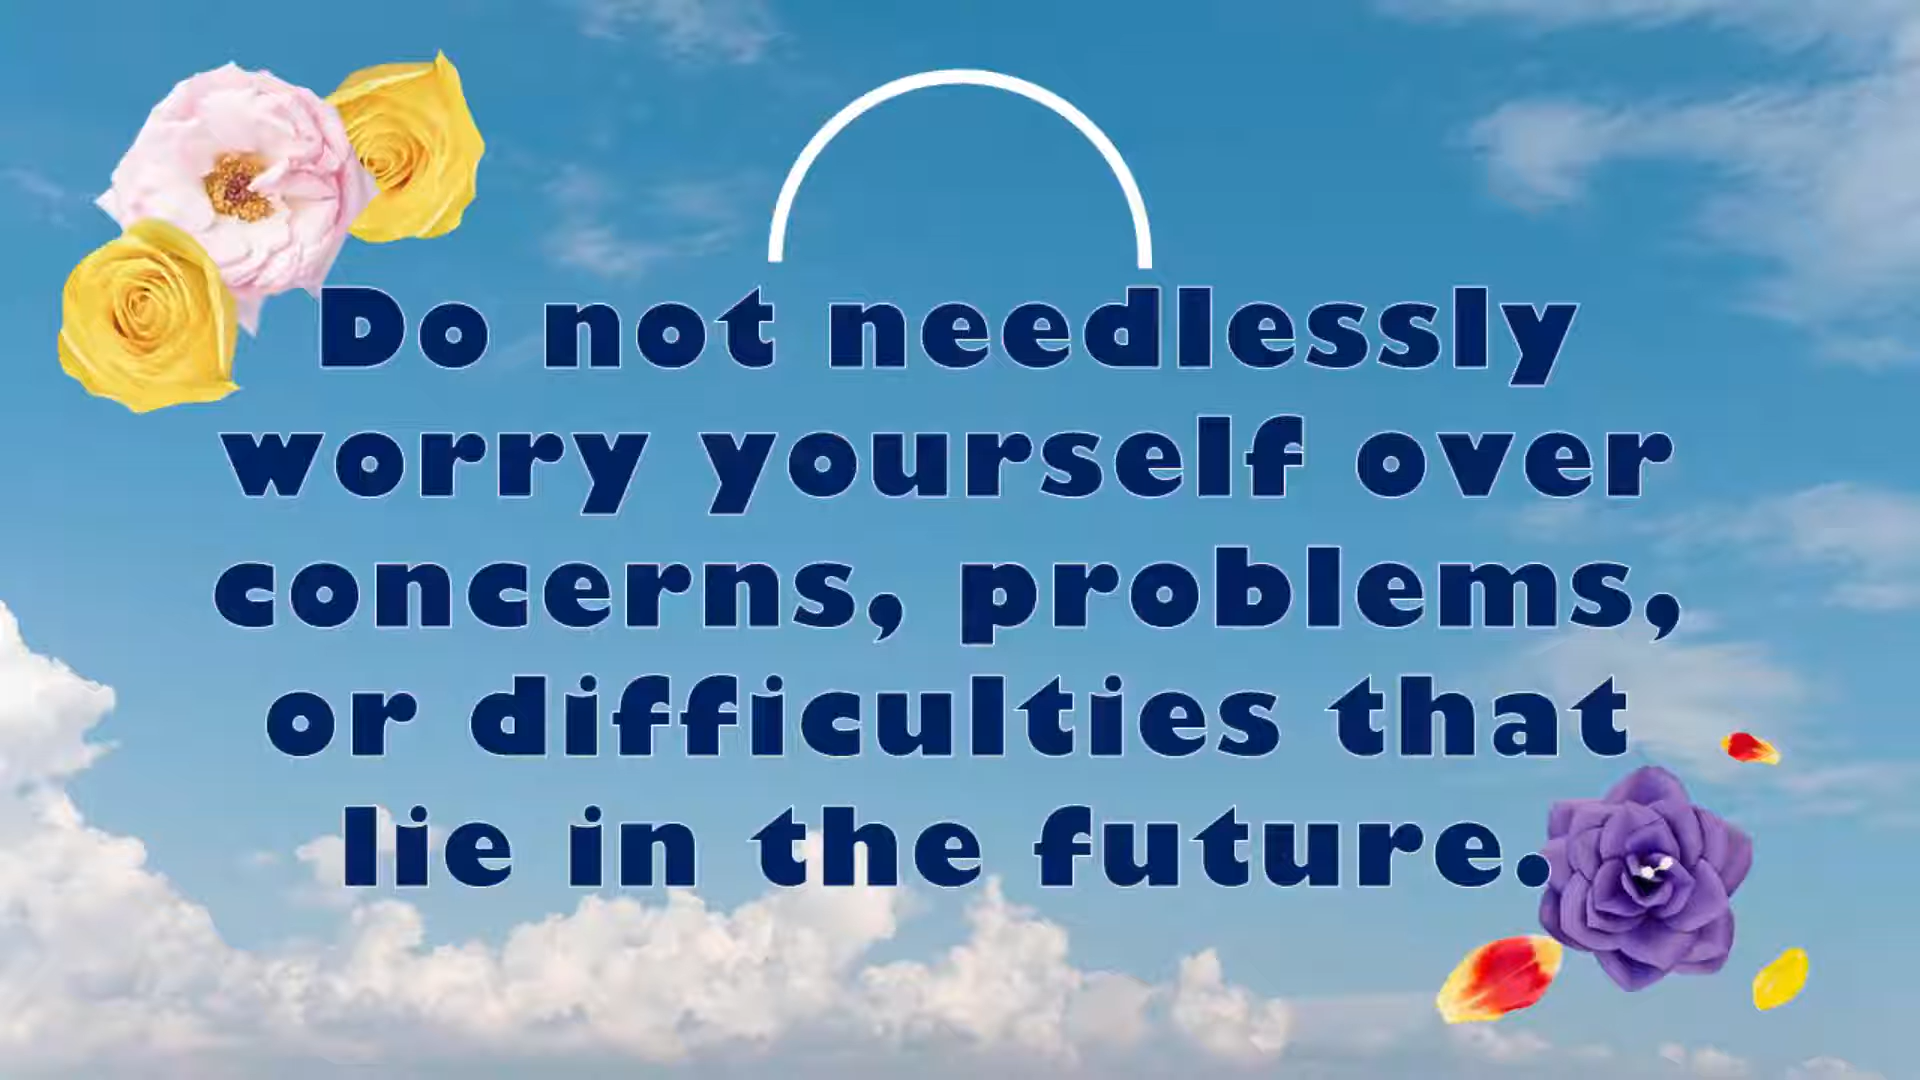 Do not needlessly
worry yourself over
concerns, problems,
or difficulties that
lie in the future.